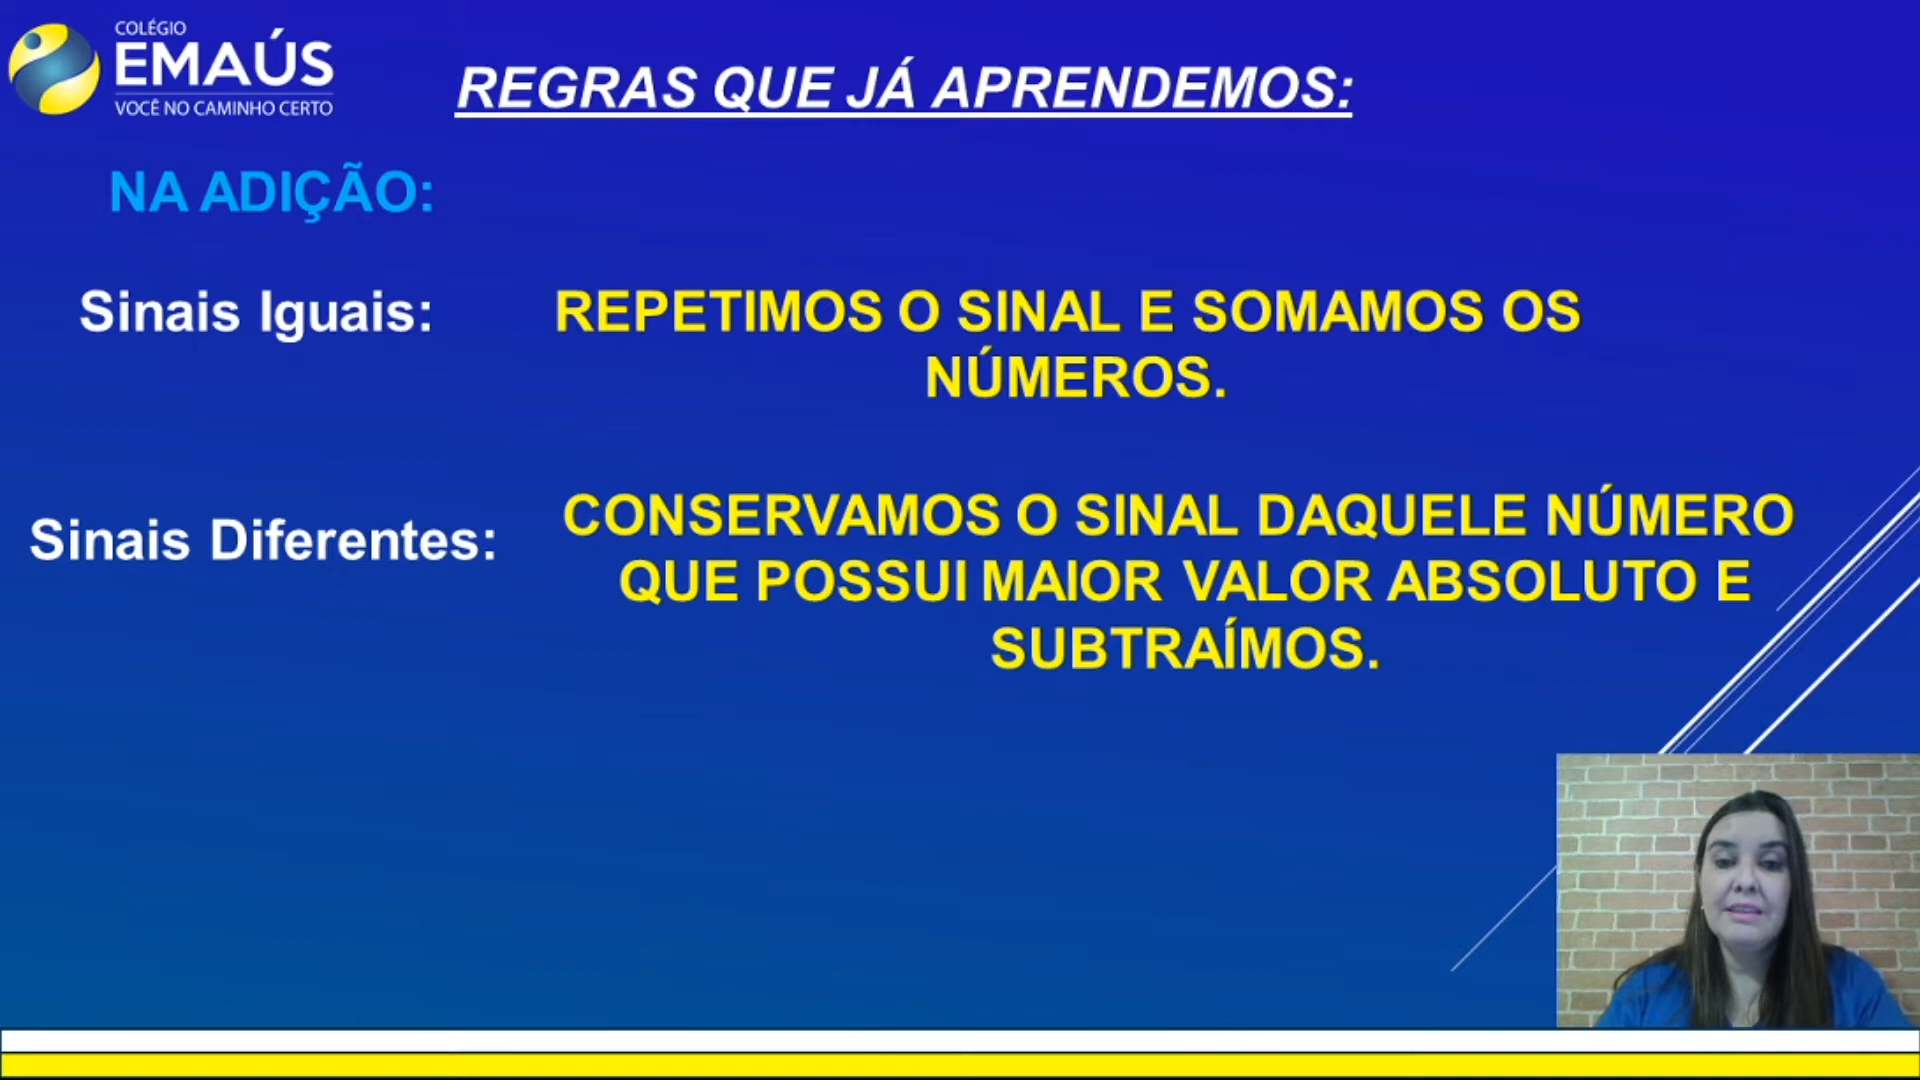 COLÉGIO
EMAÚS
VOCÊ NO CAMINHO CERTO
REGRAS QUE JÁ APRENDEMOS:
NA ADIÇÃO:
Sinais Iguais:
REPETIMOS O SINAL E SOMAMOS OS
NÚMEROS.
Sinais Diferentes:
CONSERVAMOS O SINAL DAQUELE NÚMERO
QUE POSSUI MAIOR VALOR ABSOLUTO E
SUBTRAÍMOS.